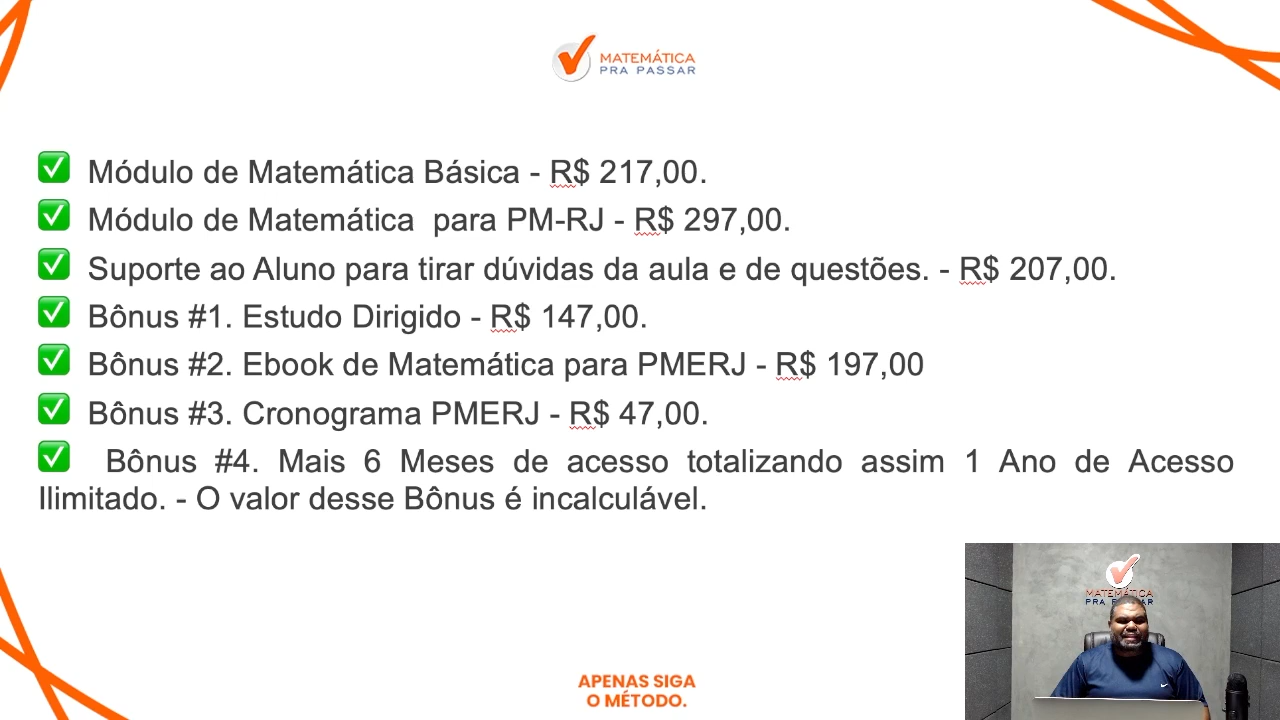 MATEMÁTICA
PRA PASSAR
✅ Módulo de Matemática Básica - R$ 217,00.
✅ Módulo de Matemática  para PM-RJ - R$ 297,00.
✅ Suporte ao Aluno para tirar dúvidas da aula e de questões. - R$ 207,00.
✅ Bônus #1. Estudo Dirigido - R$ 147,00.
✅ Bônus #2. Ebook de Matemática para PMERJ - R$ 197,00
✅ Bônus #3. Cronograma PMERJ - R$ 47,00.
✅ Bônus #4. Mais 6 Meses de acesso totalizando assim 1 Ano de Acesso
Ilimitado. - O valor desse Bônus é incalculável.
MATEMÁTICA
PRA PASSAR
APENAS SIGA
O MÉTODO.